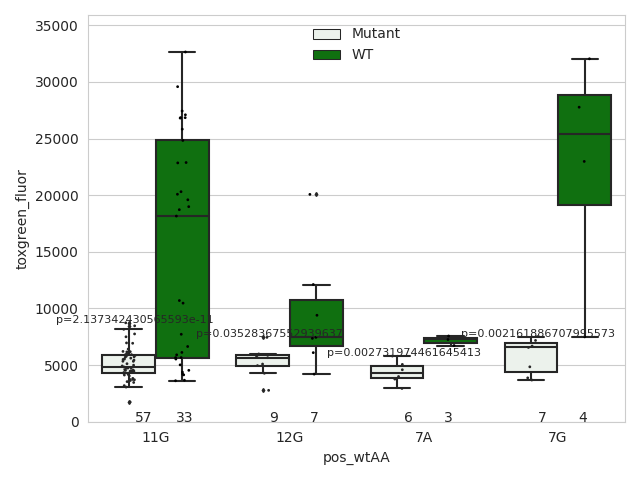 35000
30000
25000
20000
15000
10000
5000
0
toxgreen_fluor
Mutant
WT
p=2.137342430565593e-11
p=0.03528367552939637
p=0.002731974461645413
p=0.002161886707995573
57 33 9 7 6 3 7 4
11G 12G 7A 7G
pos_wtAA